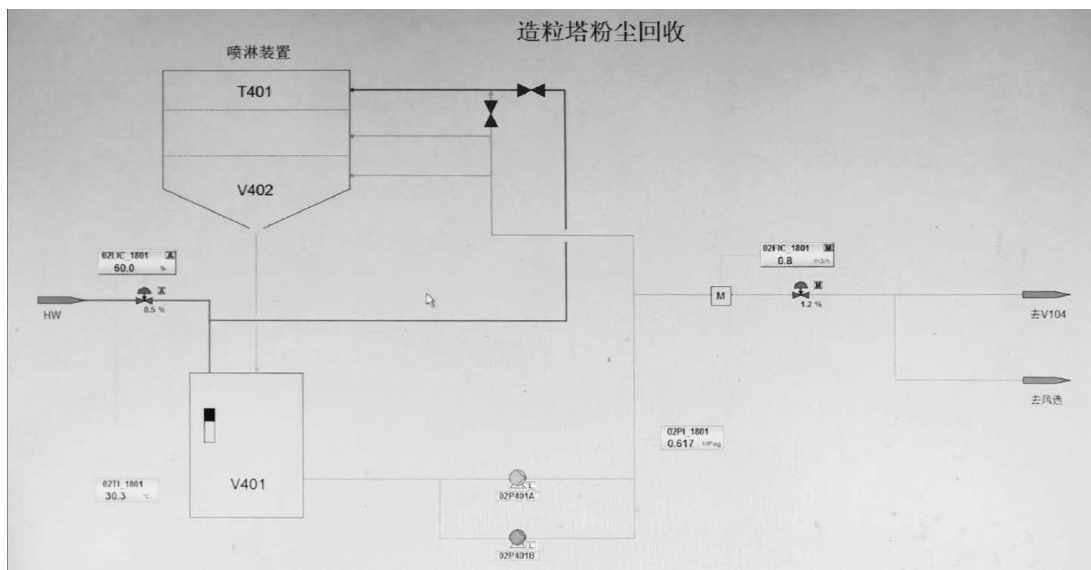 造粒塔粉尘回收
喷淋装置
T401
V402
02LIC_1801 A
60.0 %
A
0.5 %
HW
02FIC_1801 M
0.8 m3/h
M
M
1.2 %
去V104
去风选
02PI_1801
0.617 MPag
02TI_1801
30.3 ℃
V401
L
02P401A
L
02P401B